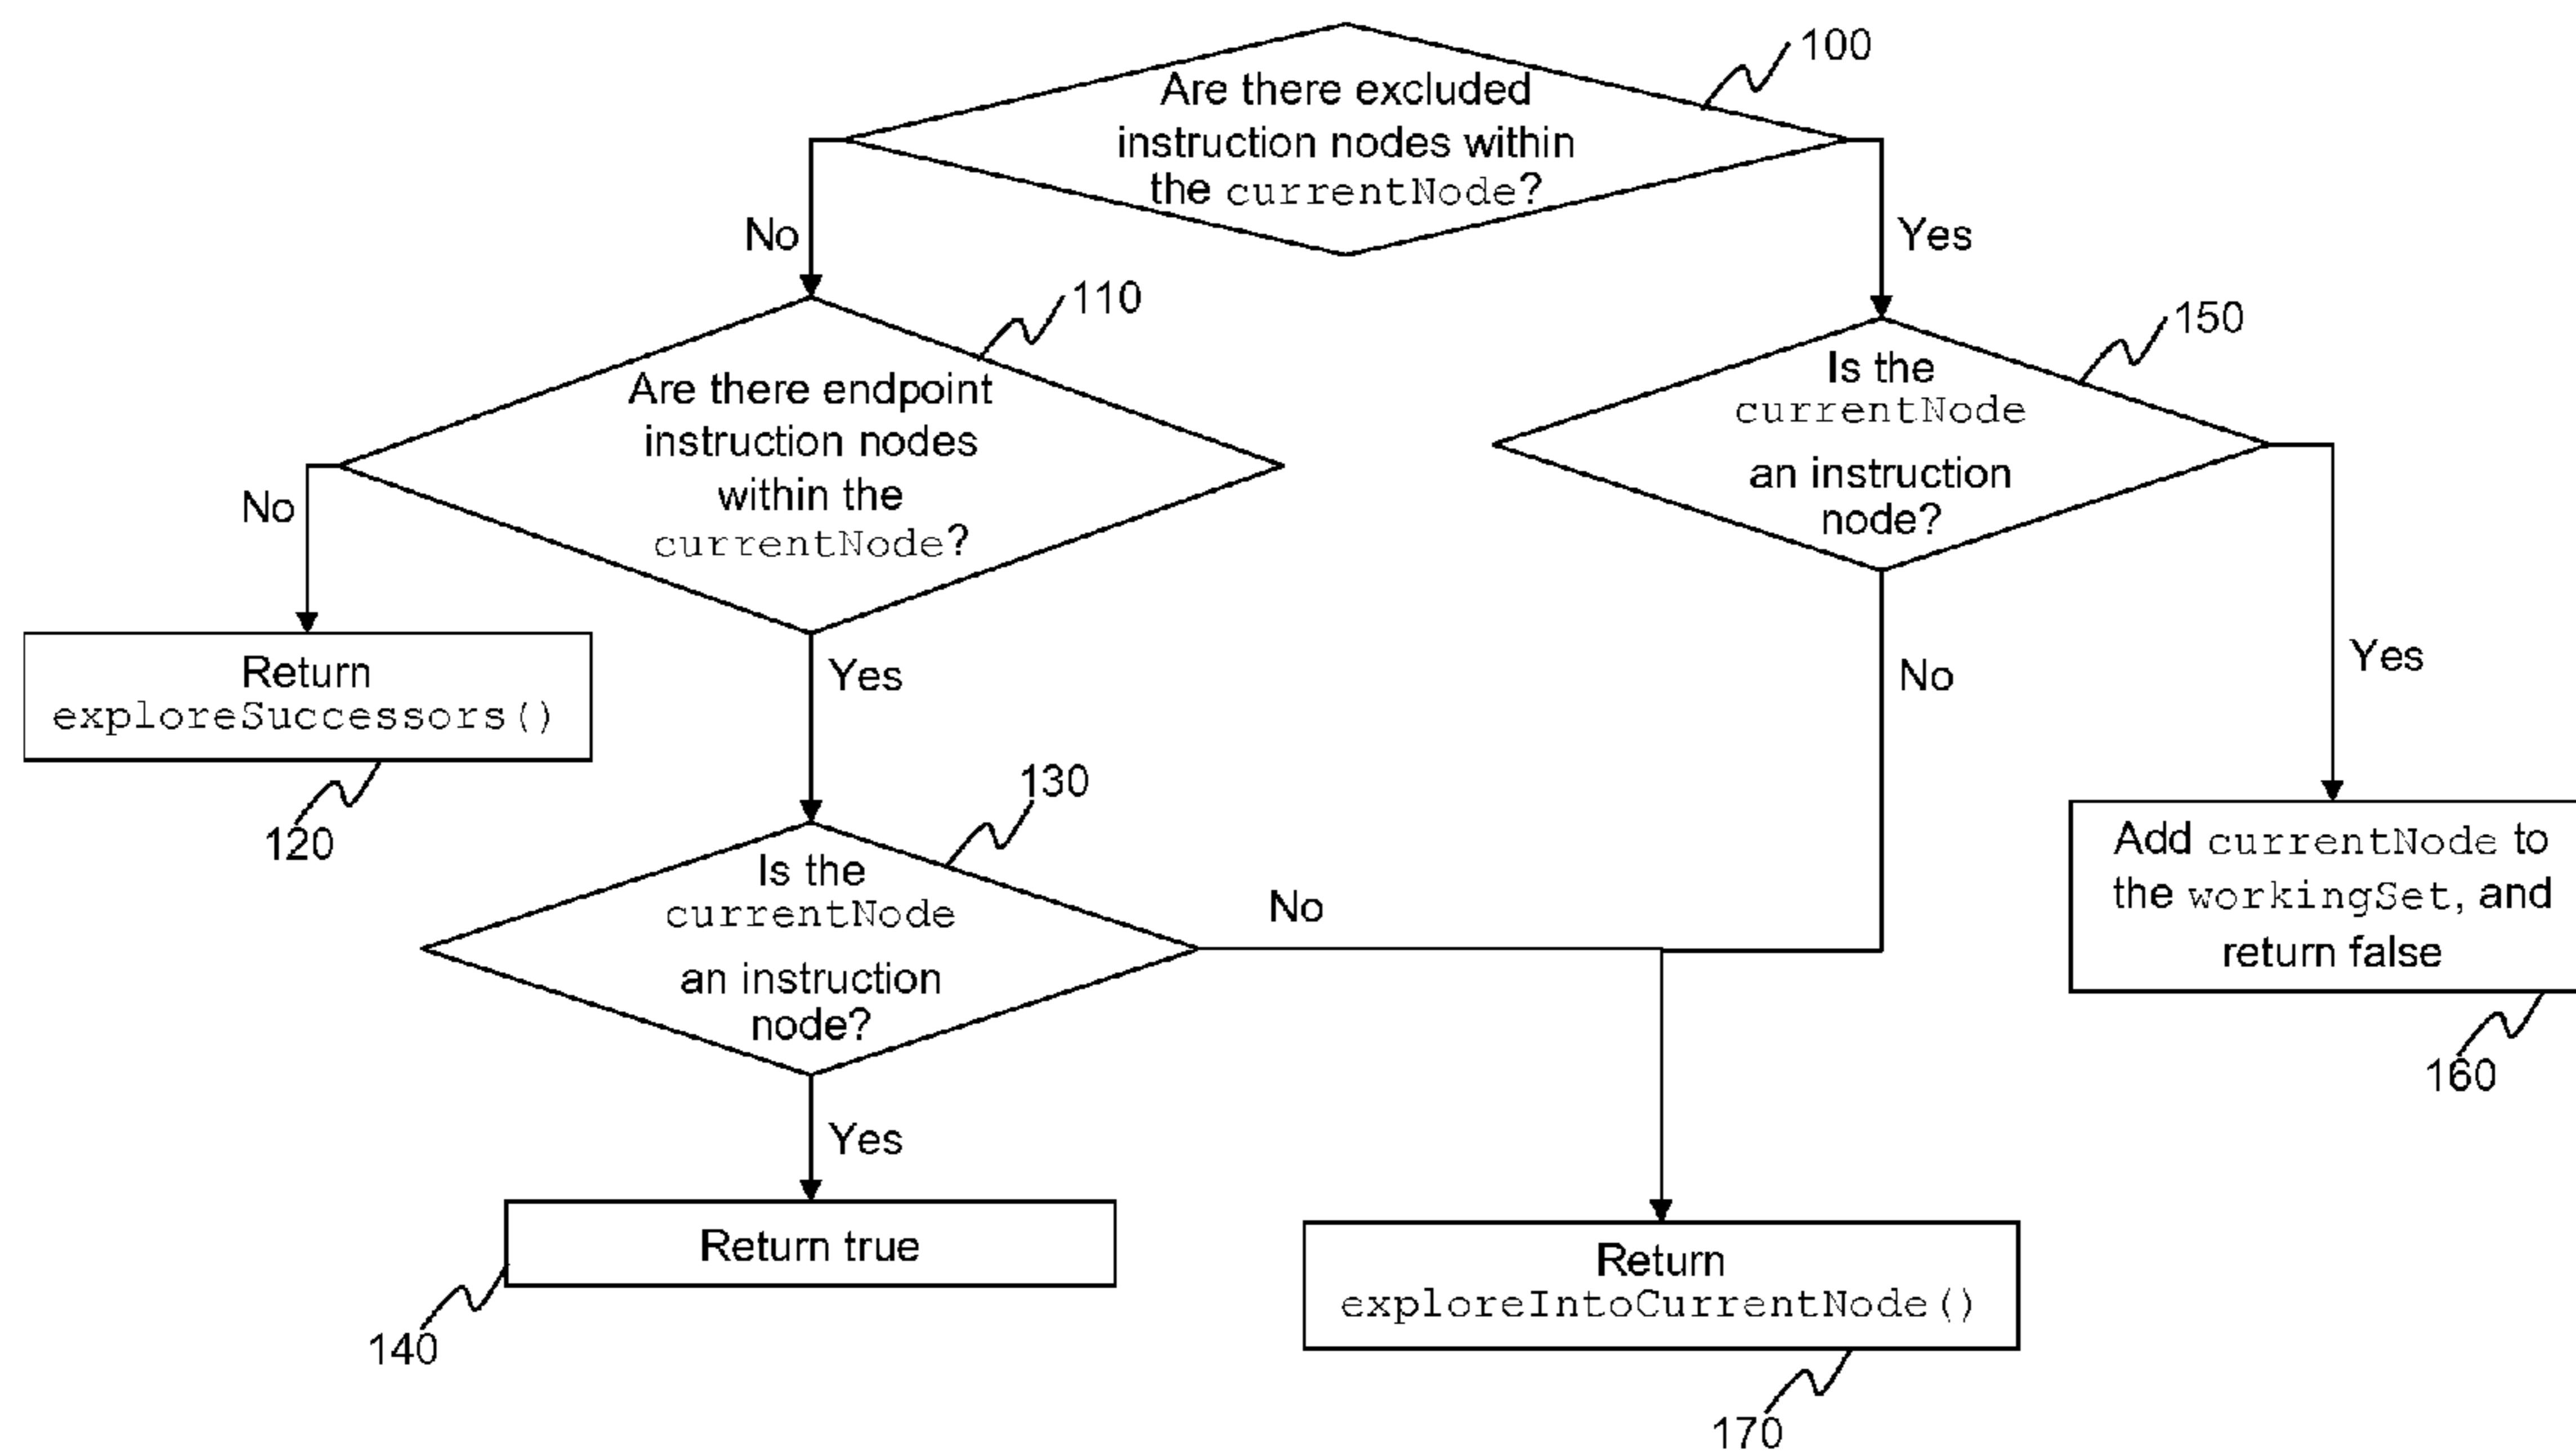 100
Are there excluded
instruction nodes within
the currentNode?
No
Yes
110
Are there endpoint
instruction nodes
within the
currentNode?
150
Is the
currentNode
an instruction
node?
No
Return
exploreSuccessors()
120
Yes
No
Yes
130
Is the
currentNode
an instruction
node?
No
Add currentNode to
the workingSet, and
return false
160
Yes
Return true
140
Return
exploreIntoCurrentNode()
170